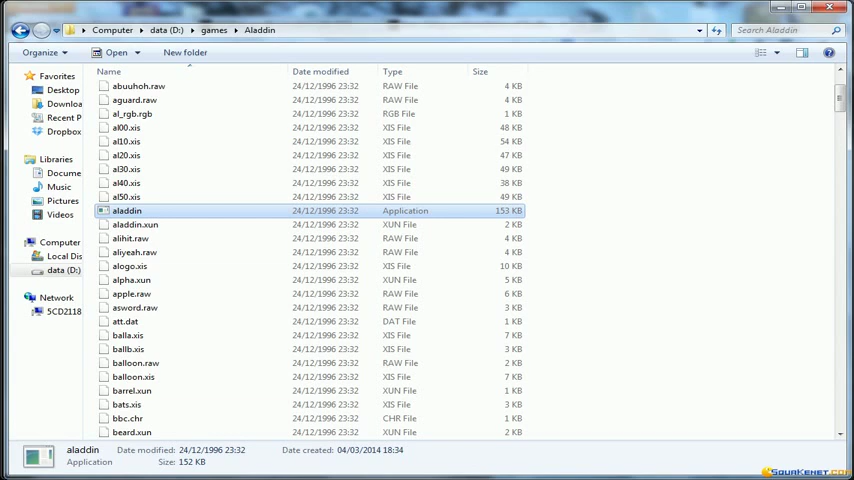 Computer ▸ data (D:) ▸ games ▸ Aladdin
Search Aladdin
Organize Open New folder
Favorites
Desktop
Downloa
Recent P
Dropbox
Libraries
Docume
Music
Pictures
Videos
Computer
Local Dis
data (D:)
Network
5CD2118
Name Date modified Type Size
abuuhoh.raw 24/12/1996 23:32 RAW File 4 KB
aguard.raw 24/12/1996 23:32 RAW File 4 KB
al_rgb.rgb 24/12/1996 23:32 RGB File 1 KB
al00.xis 24/12/1996 23:32 XIS File 48 KB
al10.xis 24/12/1996 23:32 XIS File 54 KB
al20.xis 24/12/1996 23:32 XIS File 47 KB
al30.xis 24/12/1996 23:32 XIS File 49 KB
al40.xis 24/12/1996 23:32 XIS File 38 KB
al50.xis 24/12/1996 23:32 XIS File 49 KB
aladdin 24/12/1996 23:32 Application 153 KB
aladdin.xun 24/12/1996 23:32 XUN File 2 KB
alihit.raw 24/12/1996 23:32 RAW File 4 KB
aliyeah.raw 24/12/1996 23:32 RAW File 4 KB
alogo.xis 24/12/1996 23:32 XIS File 10 KB
alpha.xun 24/12/1996 23:32 XUN File 5 KB
apple.raw 24/12/1996 23:32 RAW File 6 KB
asword.raw 24/12/1996 23:32 RAW File 3 KB
att.dat 24/12/1996 23:32 DAT File 1 KB
balla.xis 24/12/1996 23:32 XIS File 7 KB
ballb.xis 24/12/1996 23:32 XIS File 3 KB
balloon.raw 24/12/1996 23:32 RAW File 2 KB
balloon.xis 24/12/1996 23:32 XIS File 7 KB
barrel.xun 24/12/1996 23:32 XUN File 1 KB
bats.xis 24/12/1996 23:32 XIS File 3 KB
bbc.chr 24/12/1996 23:32 CHR File 1 KB
beard.xun 24/12/1996 23:32 XUN File 2 KB
aladdin Date modified: 24/12/1996 23:32 Date created: 04/03/2014 18:34
Application Size: 152 KB
SquaKeNet.com